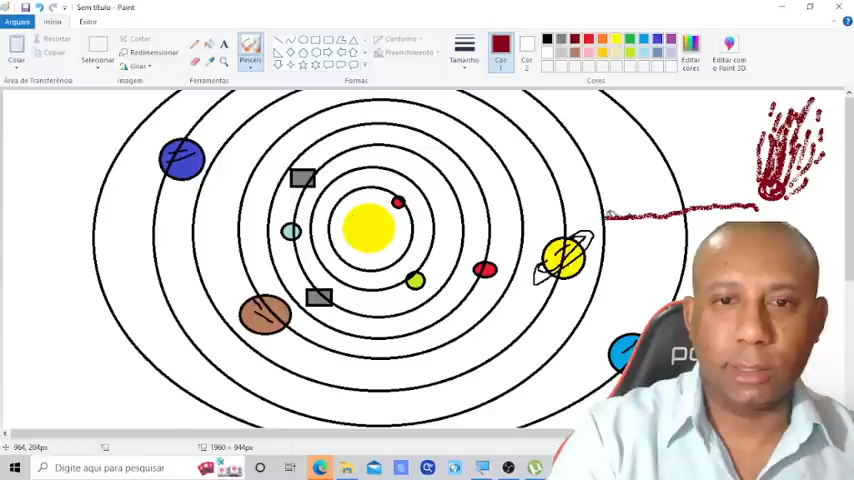 Sem título - Paint
Arquivo Início Exibir
Colar
Recortar
Copiar
Área de Transferência
Selecionar
Cortar
Redimensionar
Girar
Imagem
A
Ferramentas
Pincéis
Contorno
Preenchimento
Formas
Tamanho
Cor
1
Cor
2
Editar
cores
Cores
Editar com
o Paint 3D
964, 204px
1960 × 944px
Digite aqui para pesquisar